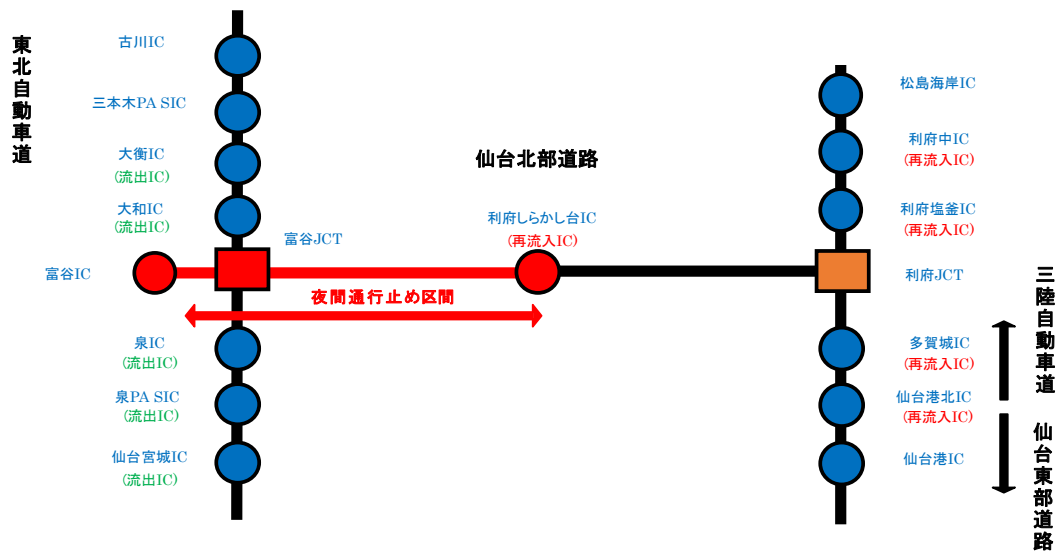 東北自動車道
古川IC
三本木PA SIC
大衡IC
(流出IC)
大和IC
(流出IC)
富谷JCT
富谷IC
泉IC
(流出IC)
泉PA SIC
(流出IC)
仙台宮城IC
(流出IC)
仙台北部道路
利府しらかし台IC
(再流入IC)
夜間通行止め区間
松島海岸IC
利府中IC
(再流入IC)
利府塩釜IC
(再流入IC)
利府JCT
多賀城IC
(再流入IC)
仙台港北IC
(再流入IC)
仙台港IC
三陸自動車道
仙台東部道路